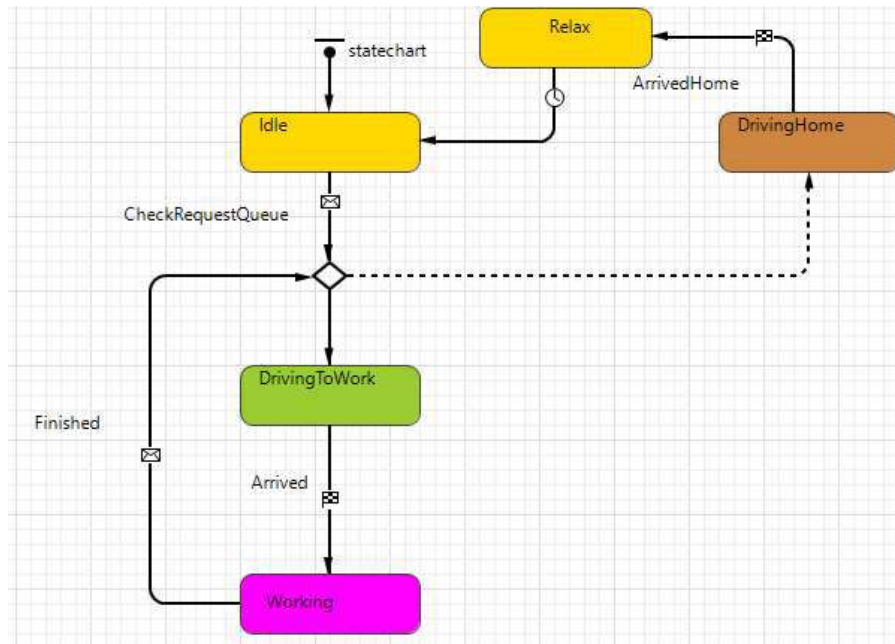 Relax
statechart
ArrivedHome
Idle
DrivingHome
CheckRequestQueue
DrivingToWork
Finished
Arrived
Working